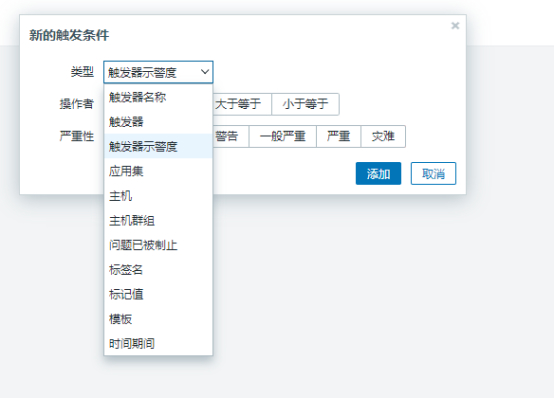 新的触发条件
×
类型 触发器示警度
操作者 大于等于 小于等于
严重性 警告 一般严重 严重 灾难
添加 取消
触发器名称
触发器
触发器示警度
应用集
主机
主机群组
问题已被制止
标签名
标记值
模板
时间期间